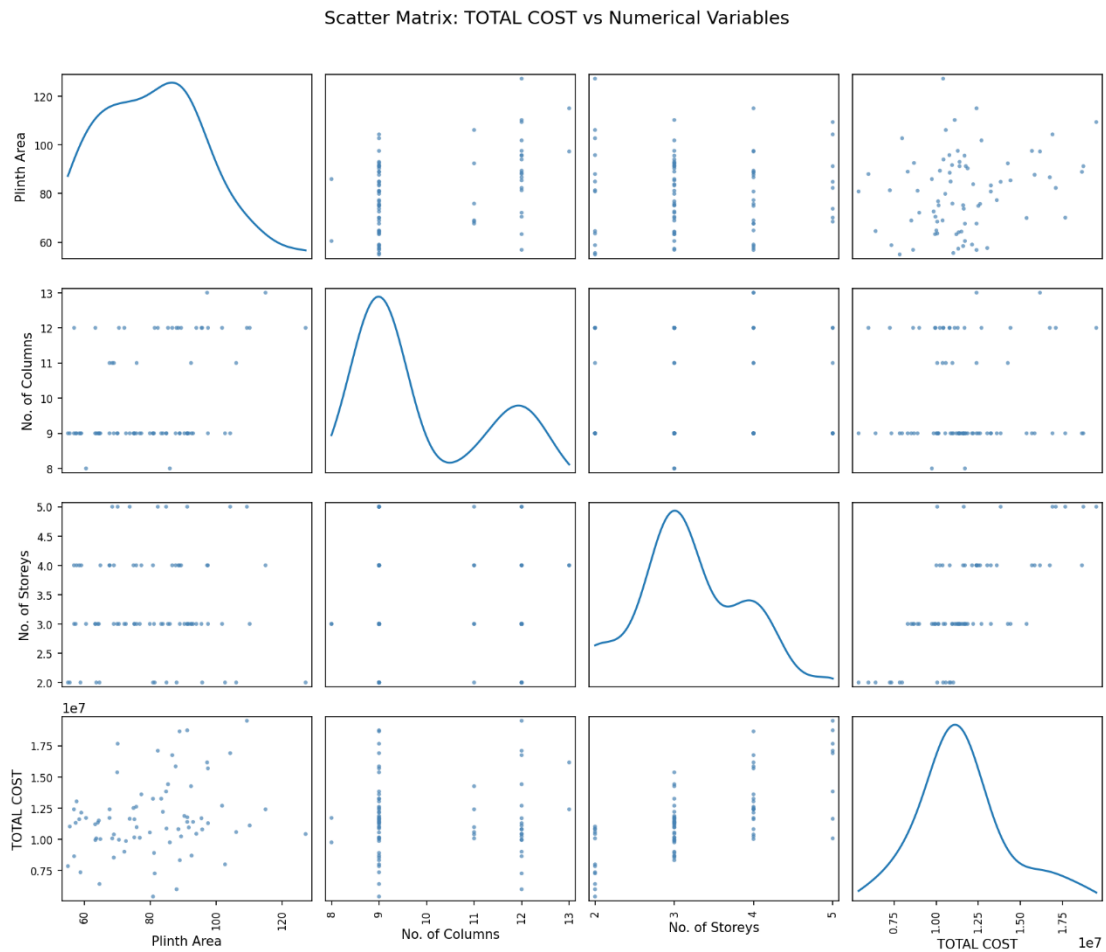 Scatter Matrix: TOTAL COST vs Numerical Variables
Plinth Area
120
100
80
60
No. of Columns
13
12
11
10
9
8
No. of Storeys
5.0
4.5
4.0
3.5
3.0
2.5
2.0
1e7
TOTAL COST
1.75
1.50
1.25
1.00
0.75
60 80 100 120
8 9 10 11 12 13
2 3 4 5
0.75 1.00 1.25 1.50 1.75
1e7
Plinth Area No. of Columns No. of Storeys TOTAL COST